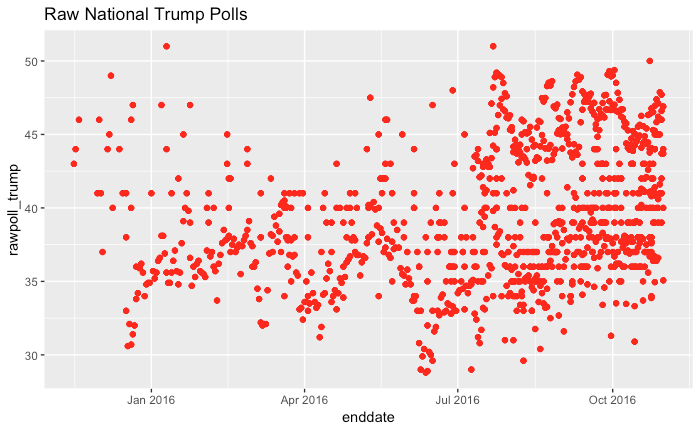 Raw National Trump Polls
50
45
40
35
30
rawpoll_trump
Jan 2016
Apr 2016
Jul 2016
Oct 2016
enddate